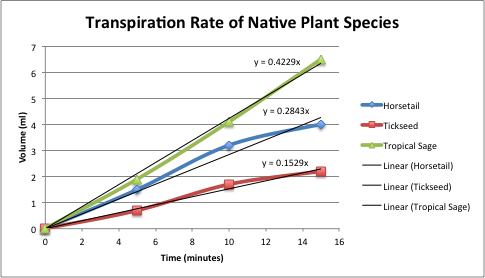 Transpiration Rate of Native Plant Species
7
6
5
4
3
2
1
0
Volume (ml)
y = 0.4229x
y = 0.2843x
y = 0.1529x
0 2 4 6 8 10 12 14 16
Time (minutes)
Horsetail
Tickseed
Tropical Sage
Linear (Horsetail)
Linear (Tickseed)
Linear (Tropical Sage)